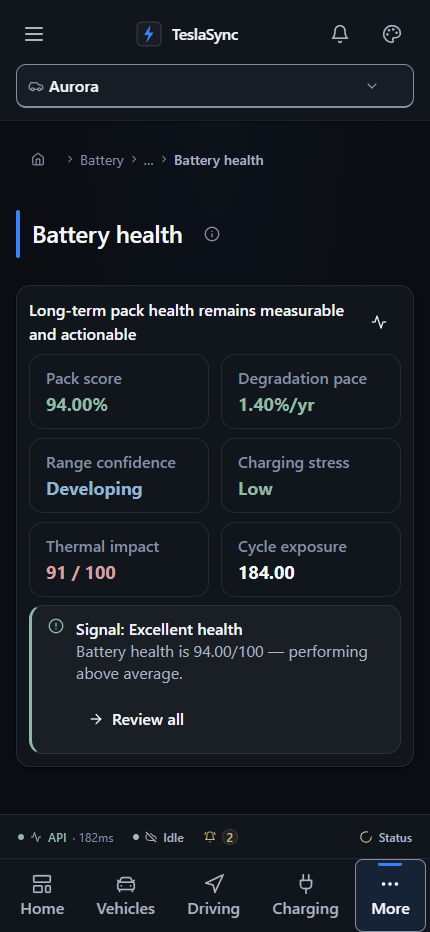 TeslaSync
Aurora
Battery
...
Battery health
Battery health
Long-term pack health remains measurable
and actionable
Pack score
94.00%
Degradation pace
1.40%/yr
Range confidence
Developing
Charging stress
Low
Thermal impact
91 / 100
Cycle exposure
184.00
Signal: Excellent health
Battery health is 94.00/100 — performing
above average.
Review all
API · 182ms
Idle
2
Status
Home
Vehicles
Driving
Charging
More